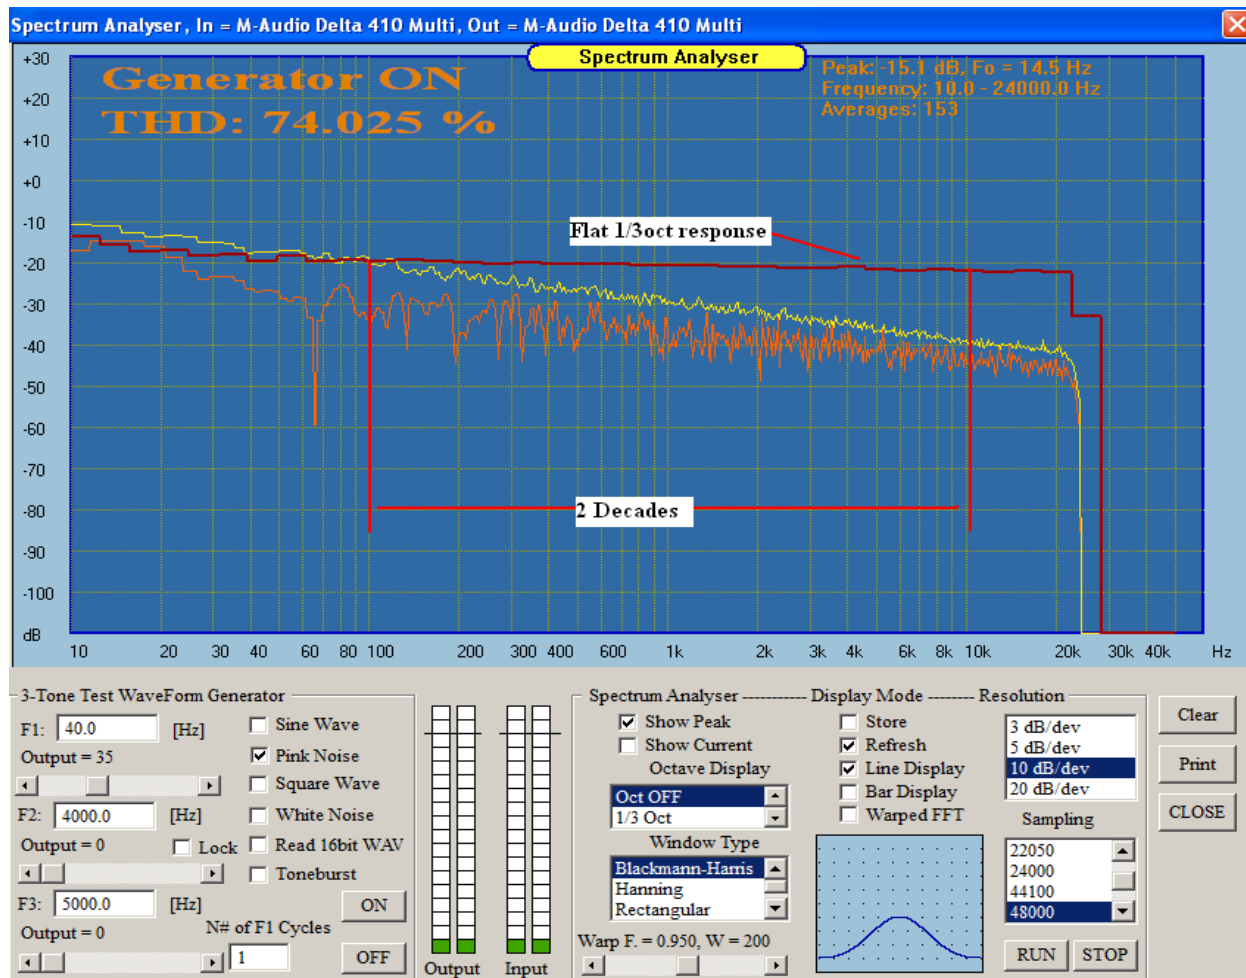 Spectrum Analyser, In = M-Audio Delta 410 Multi, Out = M-Audio Delta 410 Multi
Spectrum Analyser
Generator ON
THD: 74.025 %
Peak: -15.1 dB, Fo = 14.5 Hz
Frequency: 10.0 - 24000.0 Hz
Averages: 153
+30
+20
+10
+0
-10
-20
-30
-40
-50
-60
-70
-80
-90
-100
dB
Flat 1/3oct response
2 Decades
10 20 30 40 60 80 100 200 300 400 600 1k 2k 3k 4k 6k 8k 10k 20k 30k 40k Hz
3-Tone Test WaveForm Generator
F1: 40.0 [Hz]
Output = 35
F2: 4000.0 [Hz]
Output = 0
Lock
F3: 5000.0 [Hz]
Output = 0
Sine Wave
Pink Noise
Square Wave
White Noise
Read 16bit WAV
Toneburst
N# of F1 Cycles
1
ON
OFF
Output
Input
Spectrum Analyser ----------- Display Mode -------- Resolution
Show Peak
Show Current
Octave Display
Oct OFF
1/3 Oct
Window Type
Blackmann-Harris
Hanning
Rectangular
Warp F. = 0.950, W = 200
Store
Refresh
Line Display
Bar Display
Warped FFT
3 dB/dev
5 dB/dev
10 dB/dev
20 dB/dev
Sampling
22050
24000
44100
48000
RUN
STOP
Clear
Print
CLOSE